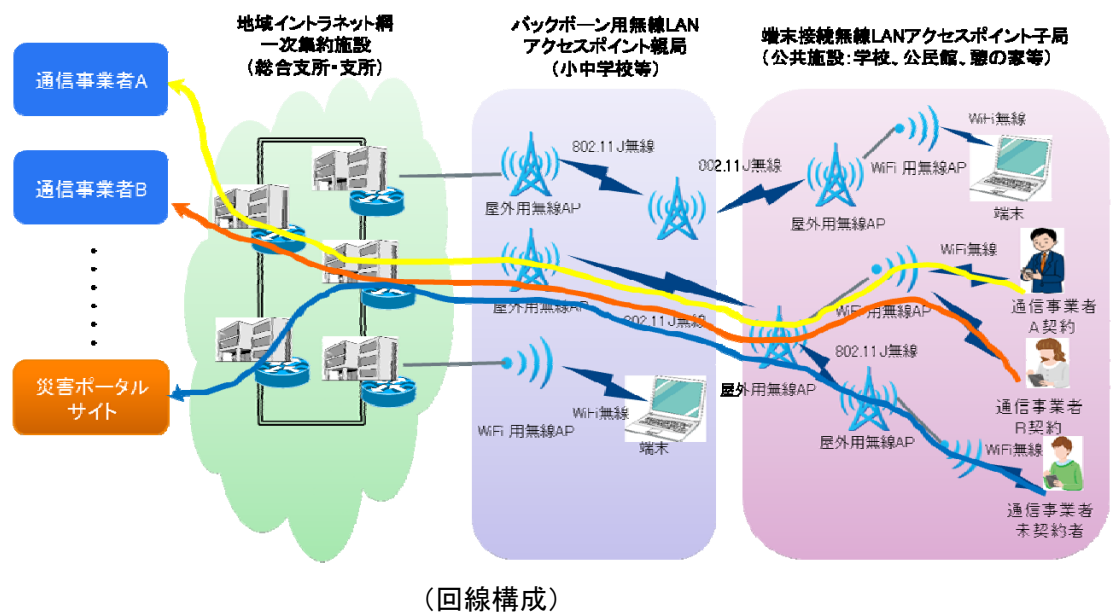 地域イントラネット網
一次集約施設
（総合支所・支所）
バックボーン用無線LAN
アクセスポイント親局
（小中学校等）
端末接続無線LANアクセスポイント子局
（公共施設：学校、公民館、憩の家等）
通信事業者A
通信事業者B
災害ポータル
サイト
802.11J無線
屋外用無線AP
802.11J無線
屋外用無線AP
WiFi 用無線AP
WiFi無線
端末
屋外用無線AP
802.11J無線
WiFi無線
WiFi 用無線AP
端末
WiFi無線
WiFi 用無線AP
通信事業者
A契約
屋外用無線AP
802.11J無線
通信事業者
B契約
屋外用無線AP
WiFi無線
通信事業者
未契約者
（回線構成）